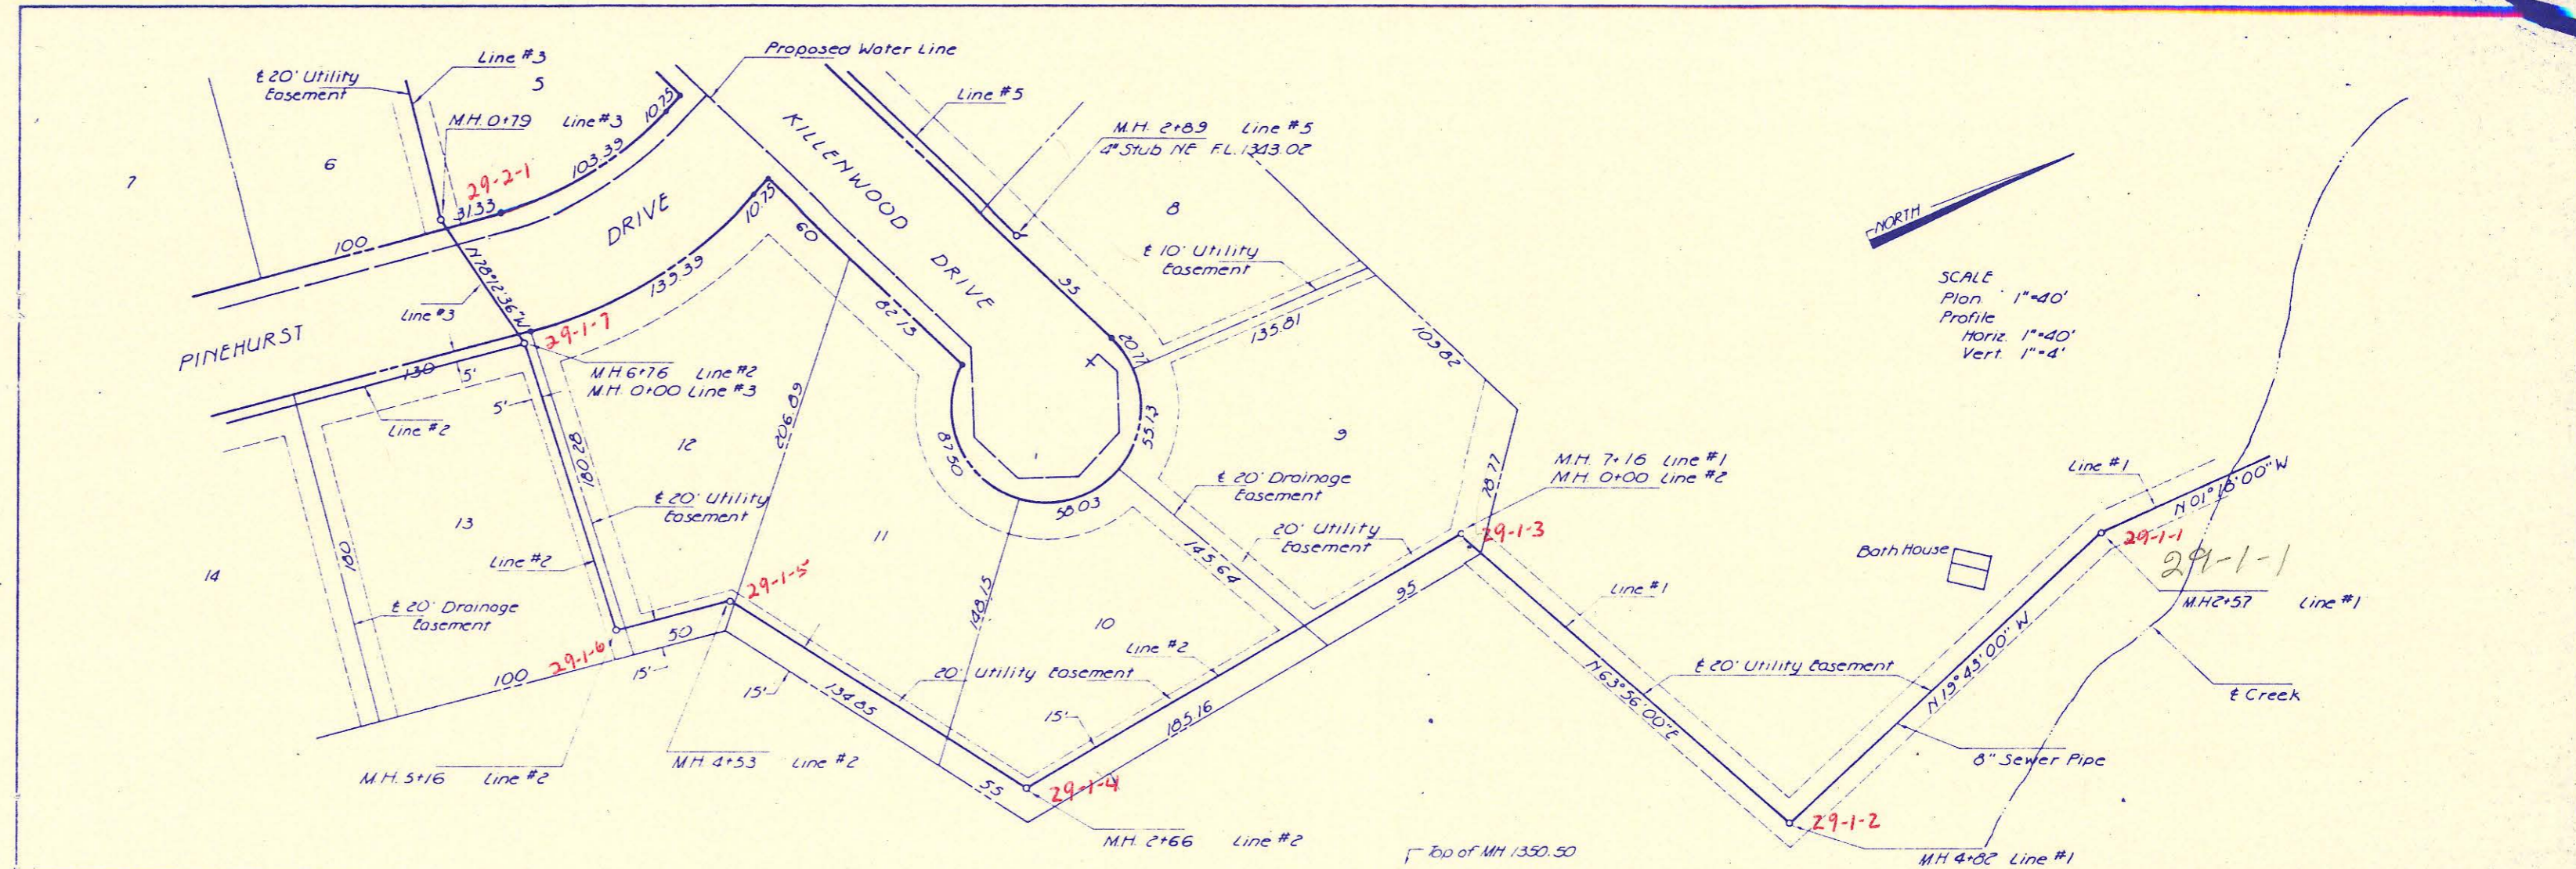 Line #3
℄ 20' Utility
Easement
5
Proposed Water Line
M.H. 0+79 Line #3
10.75
Line #5
M.H. 2+89 Line #5
4" Stub NE F.L. 1343.02
6
7
103.39
29-2-1
31.33
100
DRIVE
KILLENWOOD
DRIVE
8
℄ 10' Utility
Easement
NORTH
SCALE
Plan 1"=40'
Profile
Horiz. 1"=40'
Vert. 1"=4'
10.75
60
139.39
N78°12'36"W
Line #3
PINEHURST
29-1-7
130
5'
M.H. 6+76 Line #2
M.H. 0+00 Line #3
5'
Line #2
82.15
95
20.77
135.81
109.82
206.89
12
87.50
55.13
9
180.28
℄ 20' Utility
Easement
℄ 20' Drainage
Easement
M.H. 7+16 Line #1
M.H. 0+00 Line #2
78.77
Line #1
N 01°18'00" W
13
58.03
20' Utility
Easement
29-1-3
29-1-1
29-1-1
11
145.64
Bath House
14
180
Line #2
29-1-5
148.15
Line #1
M.H. 2+57 Line #1
℄ 20' Drainage
Easement
95
10
Line #2
50
29-1-6
15'
100
20' Utility Easement
℄ 20' Utility Easement
N 19°43'00" W
N 63°56'00" E
15'
134.85
15'
185.16
℄ Creek
M.H. 5+16 Line #2
M.H. 4+53 Line #2
8" Sewer Pipe
55
29-1-4
29-1-2
M.H. 2+66 Line #2
Top of MH 1350.50
M.H. 4+82 Line #1